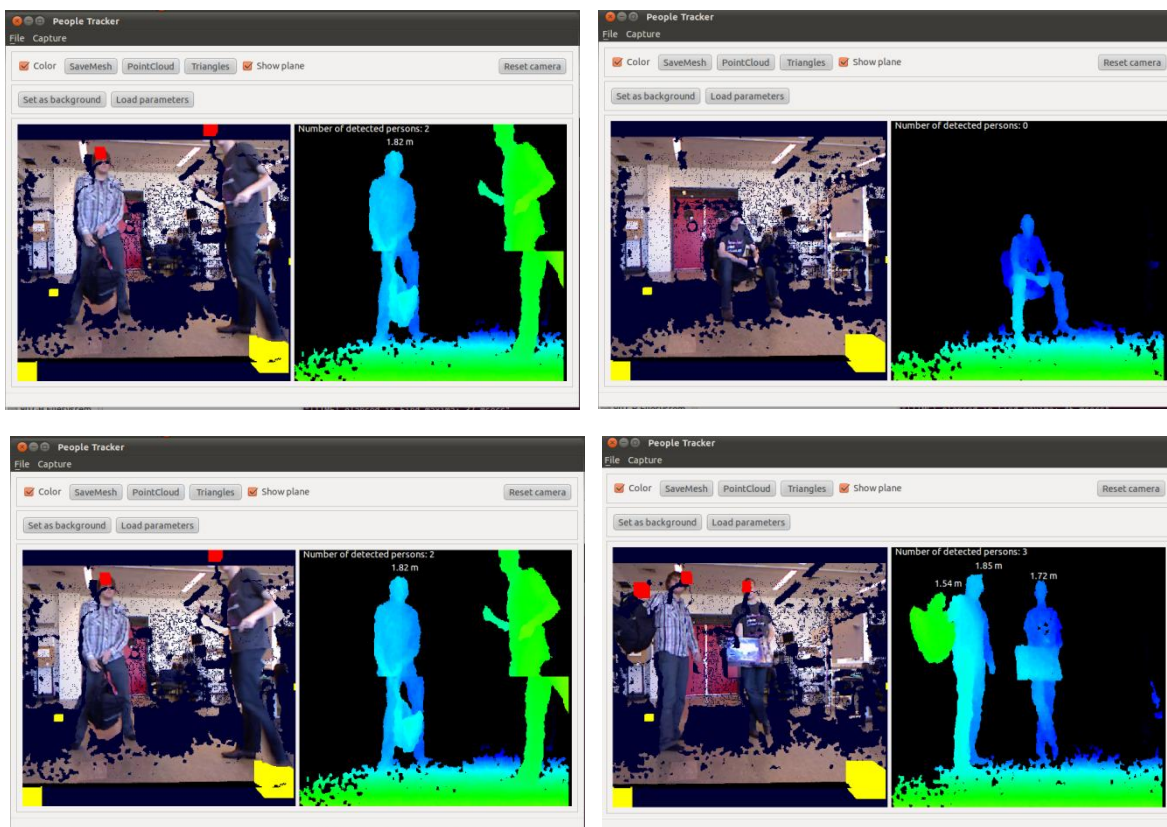 People Tracker
File Capture
Color SaveMesh PointCloud Triangles Show plane Reset camera
Set as background Load parameters
Number of detected persons: 2
1.82 m
People Tracker
File Capture
Color SaveMesh PointCloud Triangles Show plane Reset camera
Set as background Load parameters
Number of detected persons: 0
People Tracker
File Capture
Color SaveMesh PointCloud Triangles Show plane Reset camera
Set as background Load parameters
Number of detected persons: 2
1.82 m
People Tracker
File Capture
Color SaveMesh PointCloud Triangles Show plane Reset camera
Set as background Load parameters
Number of detected persons: 3
1.85 m
1.54 m 1.72 m